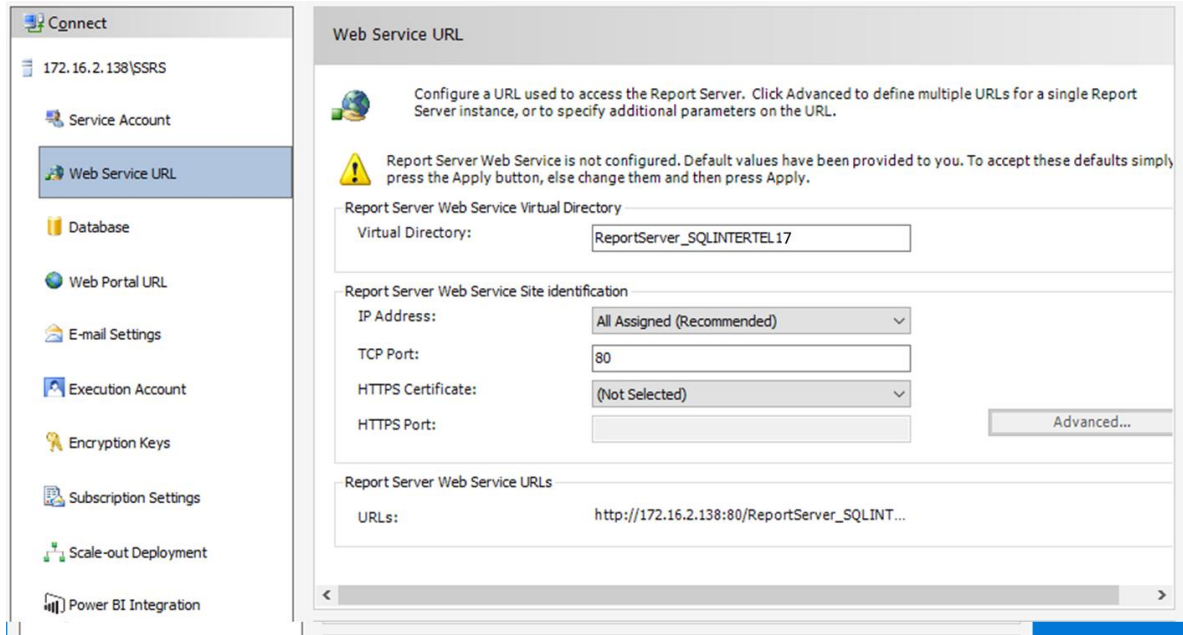 Connect
172.16.2.138\SSRS
Service Account
Web Service URL
Database
Web Portal URL
E-mail Settings
Execution Account
Encryption Keys
Subscription Settings
Scale-out Deployment
Power BI Integration
Web Service URL
Configure a URL used to access the Report Server. Click Advanced to define multiple URLs for a single Report
Server instance, or to specify additional parameters on the URL.
Report Server Web Service is not configured. Default values have been provided to you. To accept these defaults simply
press the Apply button, else change them and then press Apply.
Report Server Web Service Virtual Directory
Virtual Directory:
ReportServer_SQLINTERTEL17
Report Server Web Service Site identification
IP Address:
All Assigned (Recommended)
TCP Port:
80
HTTPS Certificate:
(Not Selected)
HTTPS Port:
Advanced...
Report Server Web Service URLs
URLs:
http://172.16.2.138:80/ReportServer_SQLINT...